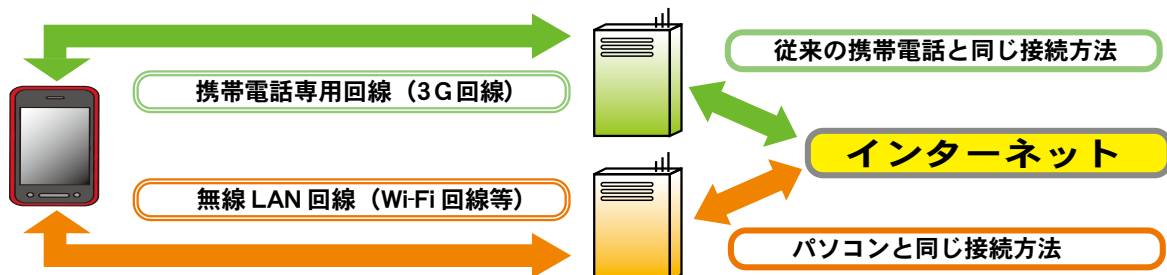 従来の携帯電話と同じ接続方法
携帯電話専用回線（3G回線）
インターネット
無線LAN回線（Wi-Fi回線等）
パソコンと同じ接続方法